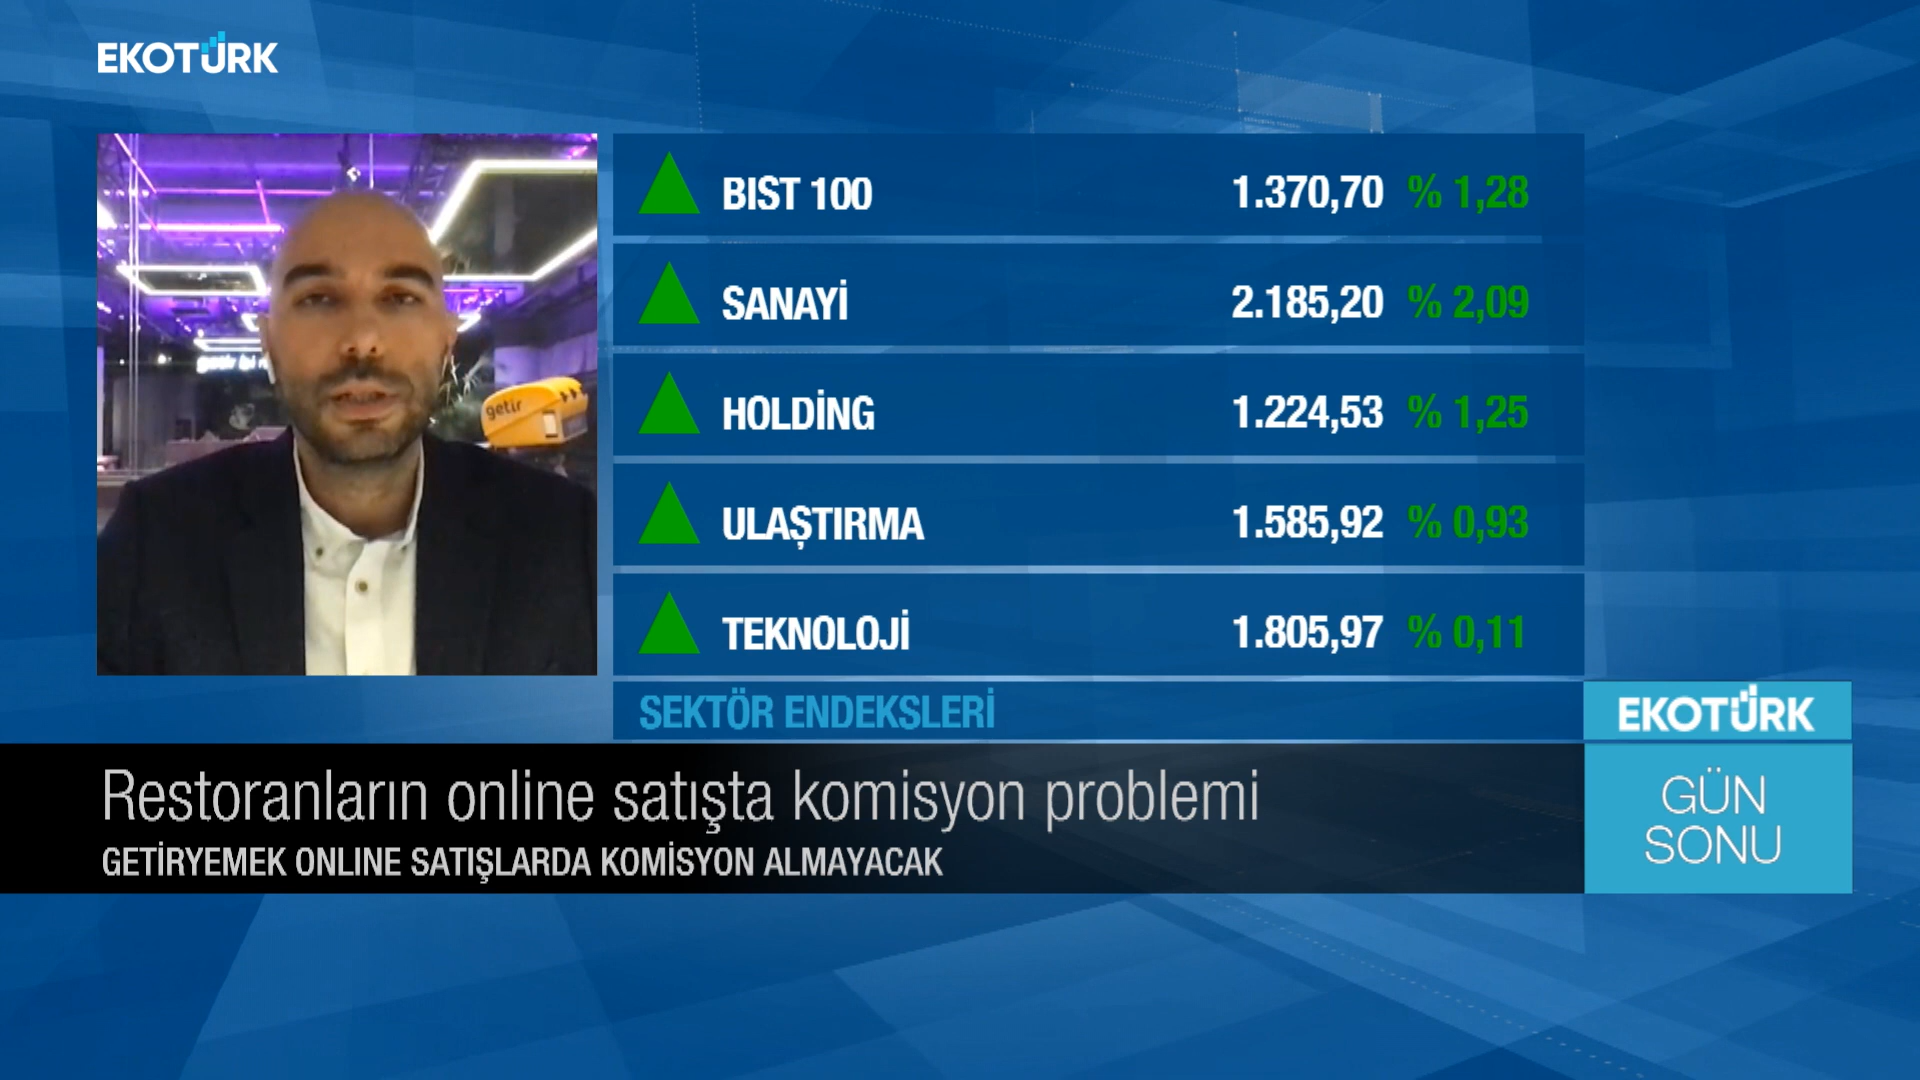 EKOTÜRK
getir bi
getir
BIST 100 1.370,70 % 1,28
SANAYİ 2.185,20 % 2,09
HOLDİNG 1.224,53 % 1,25
ULAŞTIRMA 1.585,92 % 0,93
TEKNOLOJİ 1.805,97 % 0,11
SEKTÖR ENDEKSLERİ
EKOTÜRK
Restoranların online satışta komisyon problemi
GETİRYEMEK ONLINE SATIŞLARDA KOMİSYON ALMAYACAK
GÜN
SONU